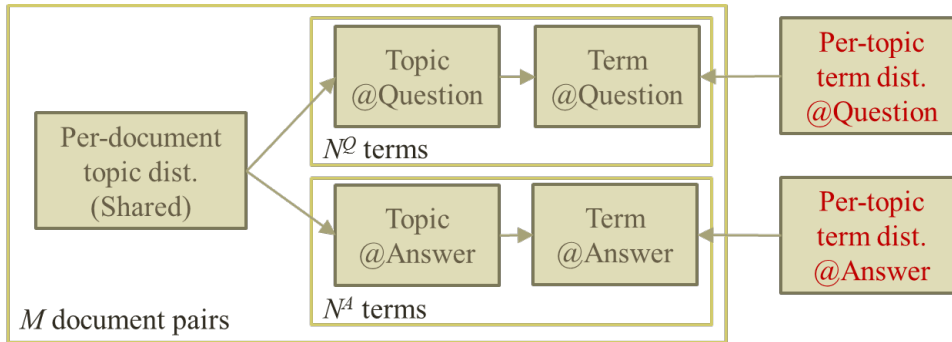 Per-document
topic dist.
(Shared)
Topic
@Question
Term
@Question
N^Q terms
Per-topic
term dist.
@Question
Topic
@Answer
Term
@Answer
N^A terms
Per-topic
term dist.
@Answer
M document pairs